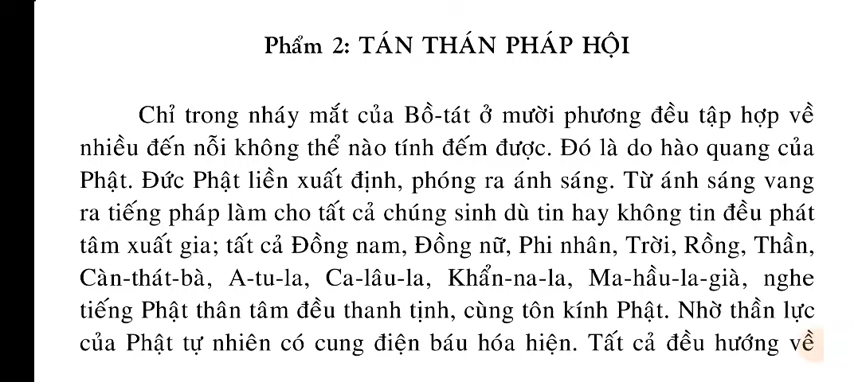 Phẩm 2: TÁN THÁN PHÁP HỘI
Chỉ trong nháy mắt của Bồ-tát ở mười phương đều tập hợp về
nhiều đến nỗi không thể nào tính đếm được. Đó là do hào quang của
Phật. Đức Phật liền xuất định, phóng ra ánh sáng. Từ ánh sáng vang
ra tiếng pháp làm cho tất cả chúng sinh dù tin hay không tin đều phát
tâm xuất gia; tất cả Đồng nam, Đồng nữ, Phi nhân, Trời, Rồng, Thần,
Càn-thát-bà, A-tu-la, Ca-lâu-la, Khẩn-na-la, Ma-hầu-la-già, nghe
tiếng Phật thân tâm đều thanh tịnh, cùng tôn kính Phật. Nhờ thần lực
của Phật tự nhiên có cung điện báu hóa hiện. Tất cả đều hướng về